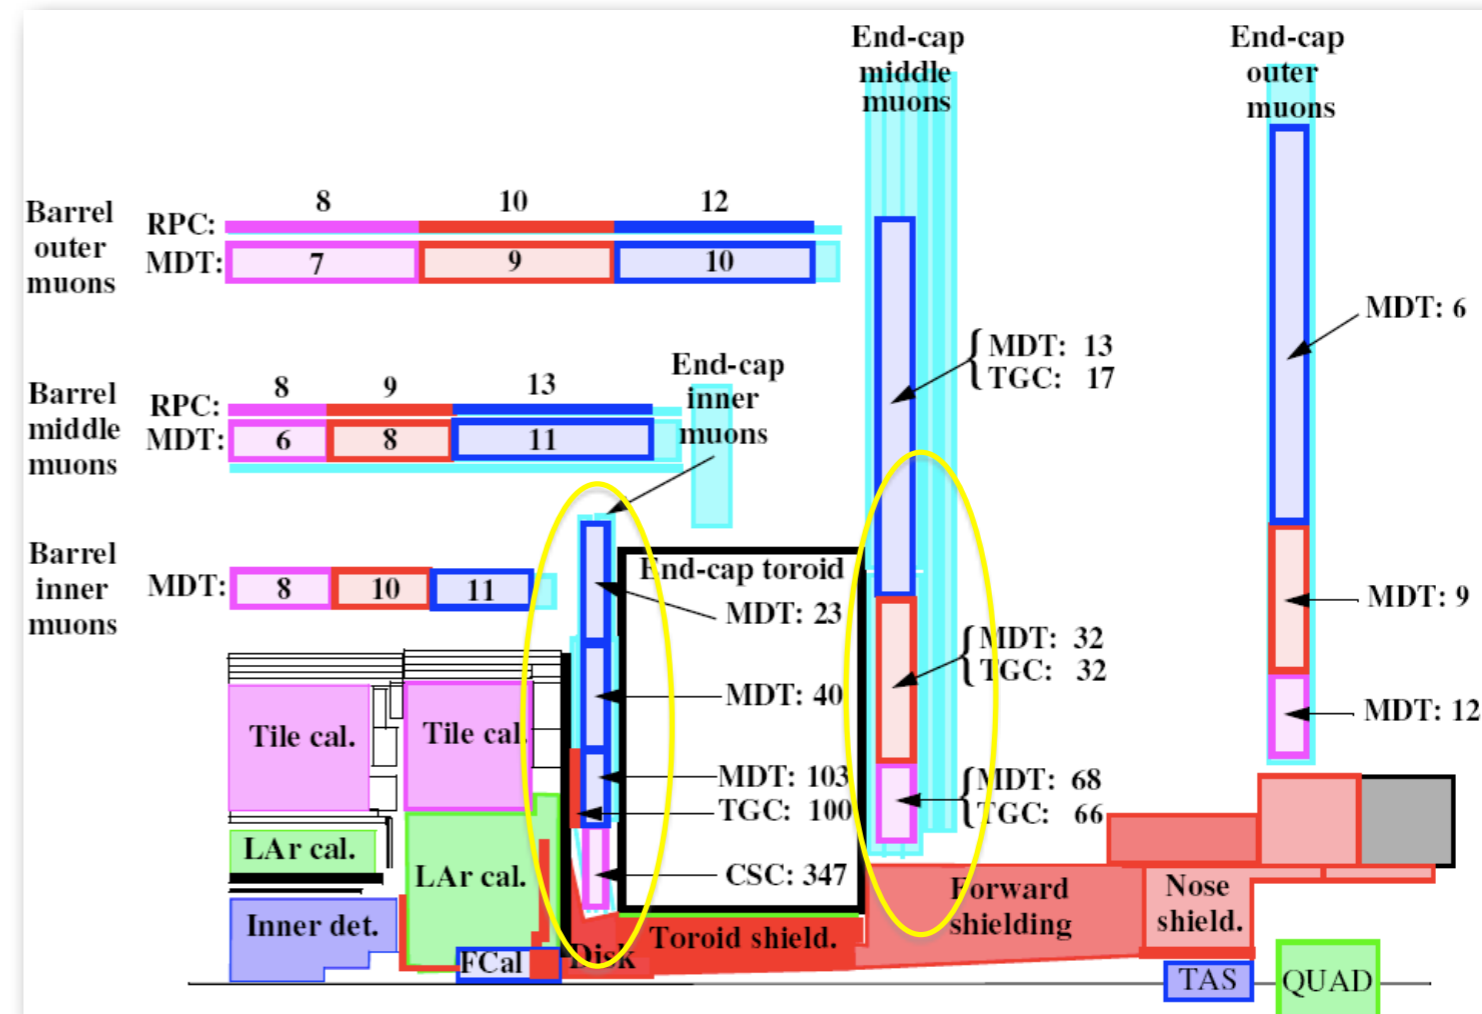 End-cap
middle
muons
End-cap
outer
muons
Barrel
outer
muons
8 10 12
RPC:
MDT: 7 9 10
MDT: 6
MDT: 13
TGC: 17
End-cap
inner
muons
Barrel
middle
muons
8 9 13
RPC:
MDT: 6 8 11
Barrel
inner
muons
MDT: 8 10 11
End-cap toroid
MDT: 23
MDT: 40
MDT: 103
TGC: 100
CSC: 347
MDT: 32
TGC: 32
MDT: 68
TGC: 66
MDT: 9
MDT: 12
Tile cal.
Tile cal.
LAr cal.
LAr cal.
Inner det.
FCal
Disk
Toroid shield.
Forward
shielding
Nose
shield.
TAS
QUAD